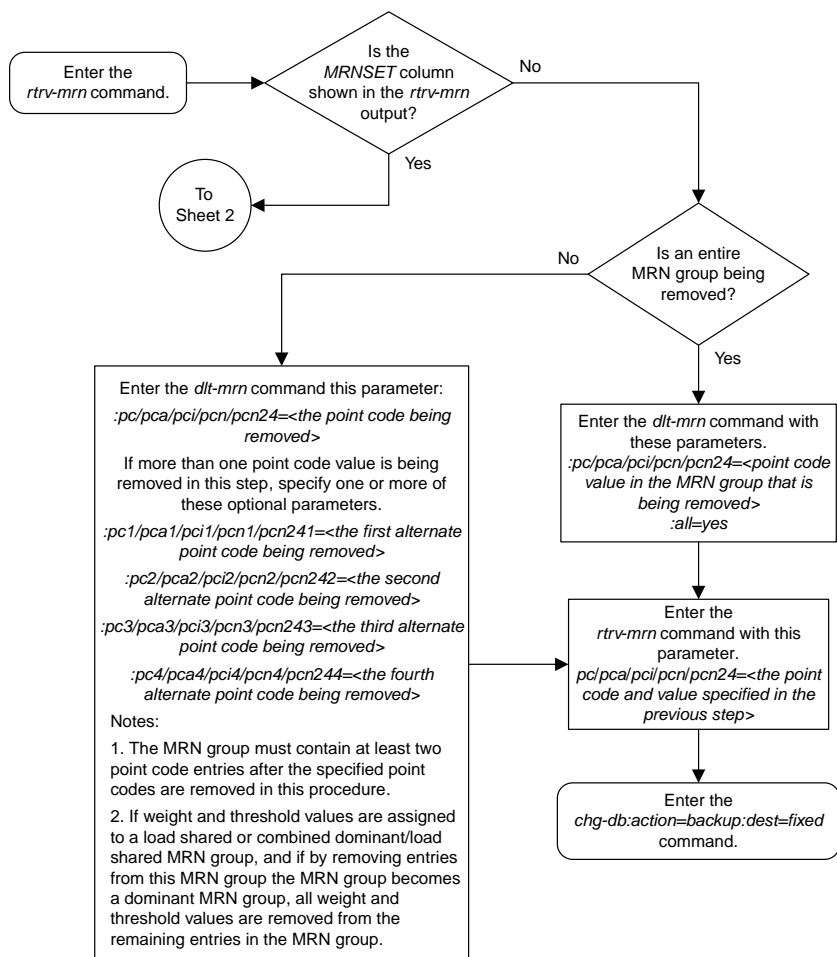 Enter the
rtrv-mrn command.
Is the
MRNSET column
shown in the rtrv-mrn
output?
No
Yes
To
Sheet 2
Is an entire
MRN group being
removed?
No
Yes
Enter the dlt-mrn command this parameter:
:pc/pca/pci/pcn/pcn24=<the point code being
removed>
If more than one point code value is being
removed in this step, specify one or more of
these optional parameters.
:pc1/pca1/pci1/pcn1/pcn241=<the first alternate
point code being removed>
:pc2/pca2/pci2/pcn2/pcn242=<the second
alternate point code being removed>
:pc3/pca3/pci3/pcn3/pcn243=<the third alternate
point code being removed>
:pc4/pca4/pci4/pcn4/pcn244=<the fourth
alternate point code being removed>
Notes:
1. The MRN group must contain at least two
point code entries after the specified point
codes are removed in this procedure.
2. If weight and threshold values are assigned
to a load shared or combined dominant/load
shared MRN group, and if by removing entries
from this MRN group the MRN group becomes
a dominant MRN group, all weight and
threshold values are removed from the
remaining entries in the MRN group.
Enter the dlt-mrn command with
these parameters.
:pc/pca/pci/pcn/pcn24=<point code
value in the MRN group that is
being removed>
:all=yes
Enter the
rtrv-mrn command with this
parameter.
pc/pca/pci/pcn/pcn24=<the point
code and value specified in the
previous step>
Enter the
chg-db:action=backup:dest=fixed
command.